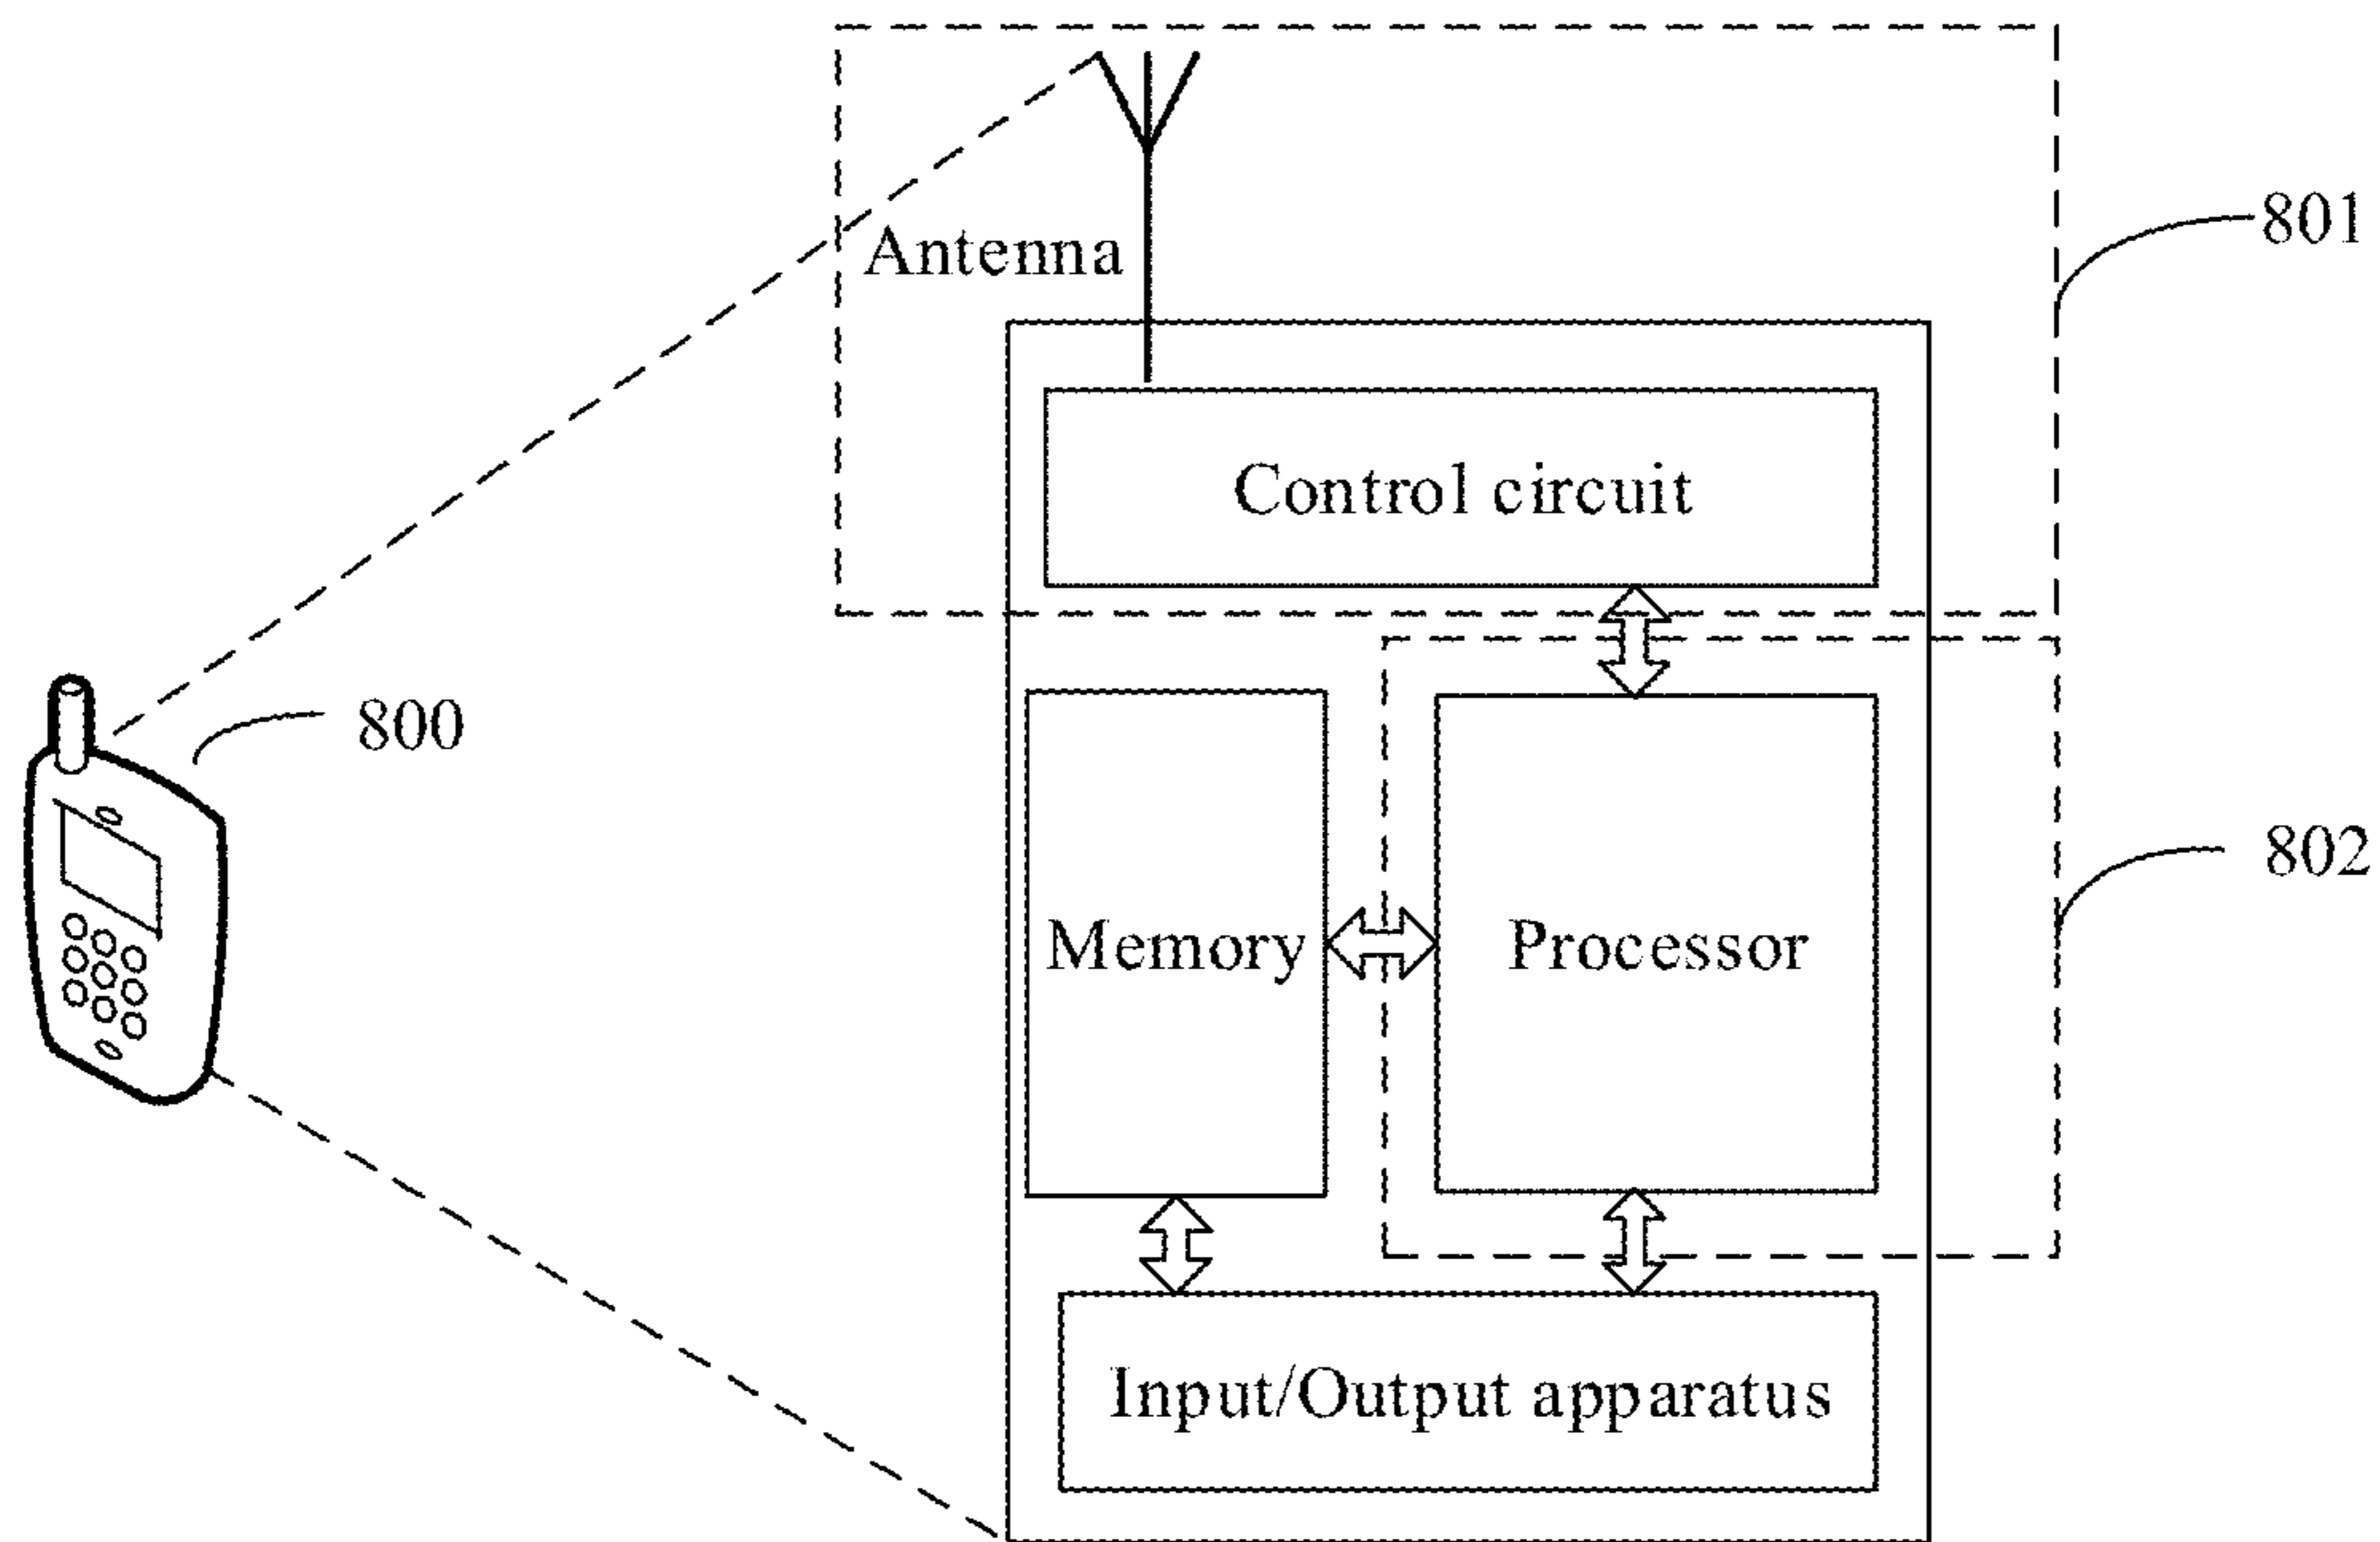 801
Antenna
Control circuit
800
802
Memory
Processor
Input/Output apparatus